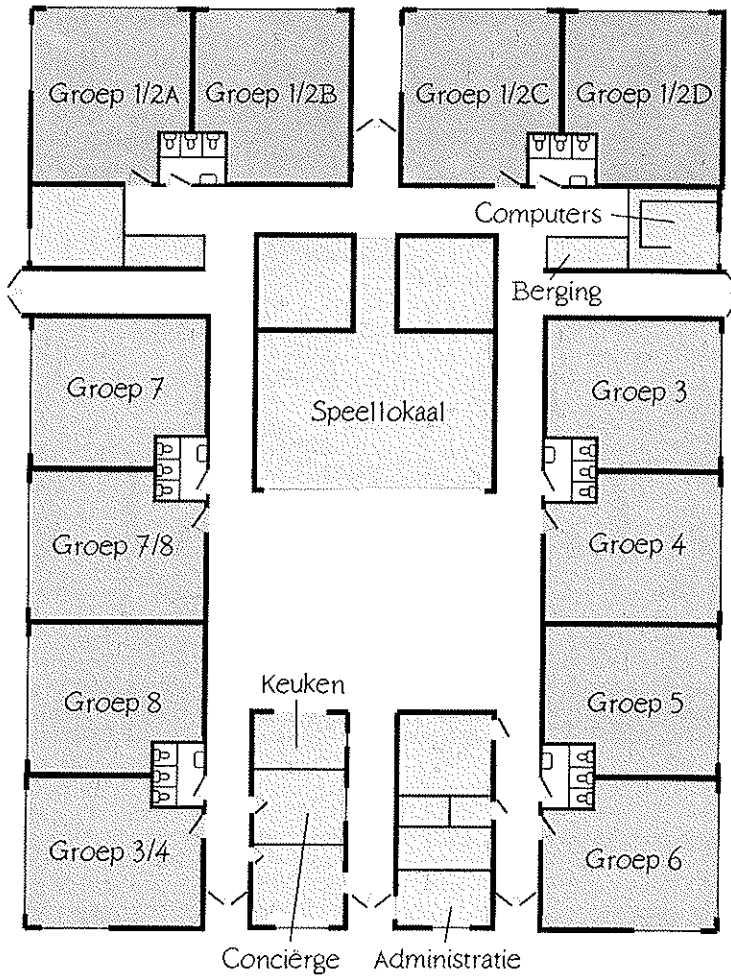 Groep 1/2A
Groep 1/2B
Groep 1/2C
Groep 1/2D
Computers
Berging
Groep 7
Speellokaal
Groep 3
Groep 7/8
Groep 4
Groep 8
Keuken
Groep 5
Groep 3/4
Groep 6
Conciërge
Administratie